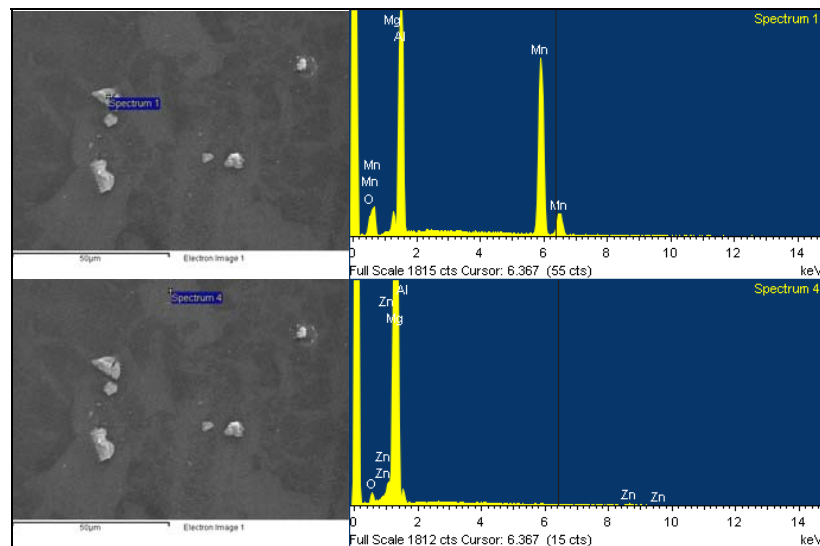 Spectrum 1
50µm Electron Image 1
Spectrum 1
Mg
Al
Mn
Mn
Mn
O
Mn
2 4 6 8 10 12 14
Full Scale 1815 cts Cursor: 6.367 (55 cts) keV
Spectrum 4
50µm Electron Image 1
Spectrum 4
Al
Zn
Mg
Zn
Zn
O
Zn Zn
0 2 4 6 8 10 12 14
Full Scale 1812 cts Cursor: 6.367 (15 cts) keV